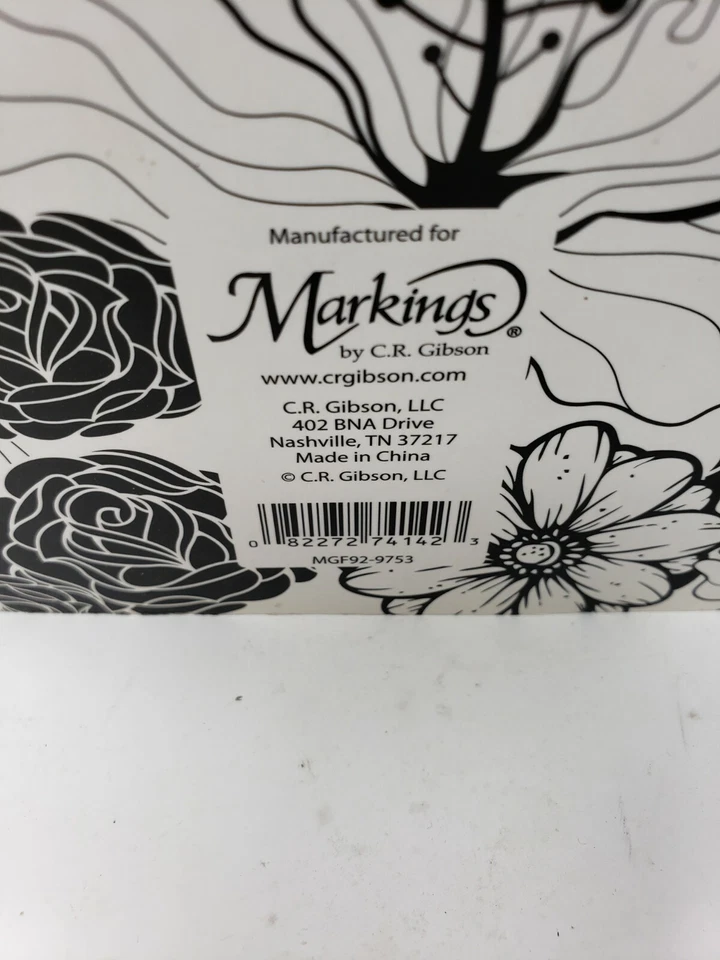 Manufactured for
Markings®
by C.R. Gibson
www.crgibson.com
C.R. Gibson, LLC
402 BNA Drive
Nashville, TN 37217
Made in China
© C.R. Gibson, LLC
0 82272 74142 3
MGF92-9753